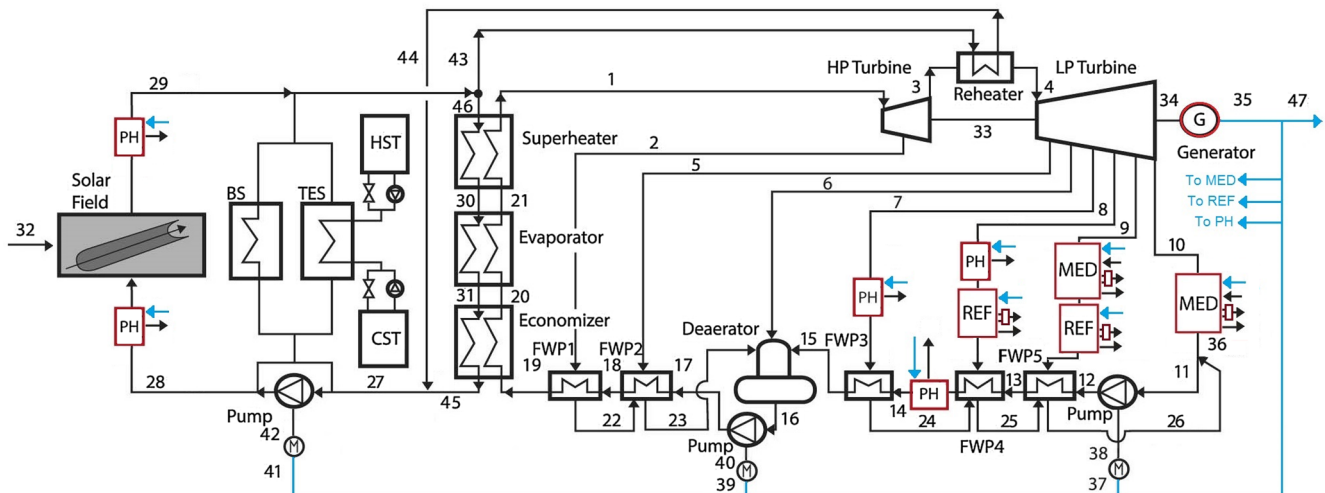 44
43
29
1
HP Turbine
3
Reheater
4
LP Turbine
34
35
47
G
Generator
33
PH
HST
46
Superheater
2
5
6
7
8
9
10
To MED
To REF
To PH
Solar
Field
BS
TES
30
21
32
Evaporator
PH
MED
MED
31
20
PH
REF
REF
PH
CST
Economizer
Deaerator
15
FWP3
FWP5
36
FWP1
FWP2
19
18
17
28
27
45
14
PH
13
12
11
Pump
Pump
22
23
16
24
25
26
Pump
FWP4
42
M
41
40
M
39
38
M
37